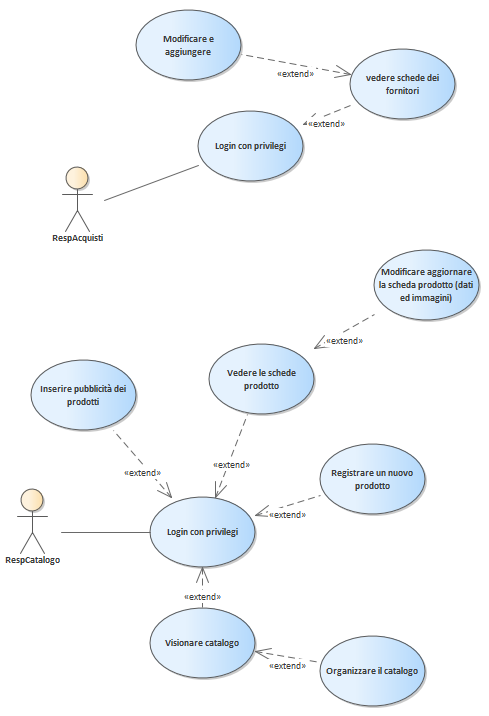 Modificare e
aggiungere
«extend»
vedere schede dei
fornitori
«extend»
Login con privilegi
RespAcquisti
Modificare aggiornare
la scheda prodotto (dati
ed immagini)
«extend»
Vedere le schede
prodotto
Inserire pubblicità dei
prodotti
«extend»
«extend»
Registrare un nuovo
prodotto
«extend»
Login con privilegi
RespCatalogo
«extend»
Visionare catalogo
«extend»
Organizzare il catalogo